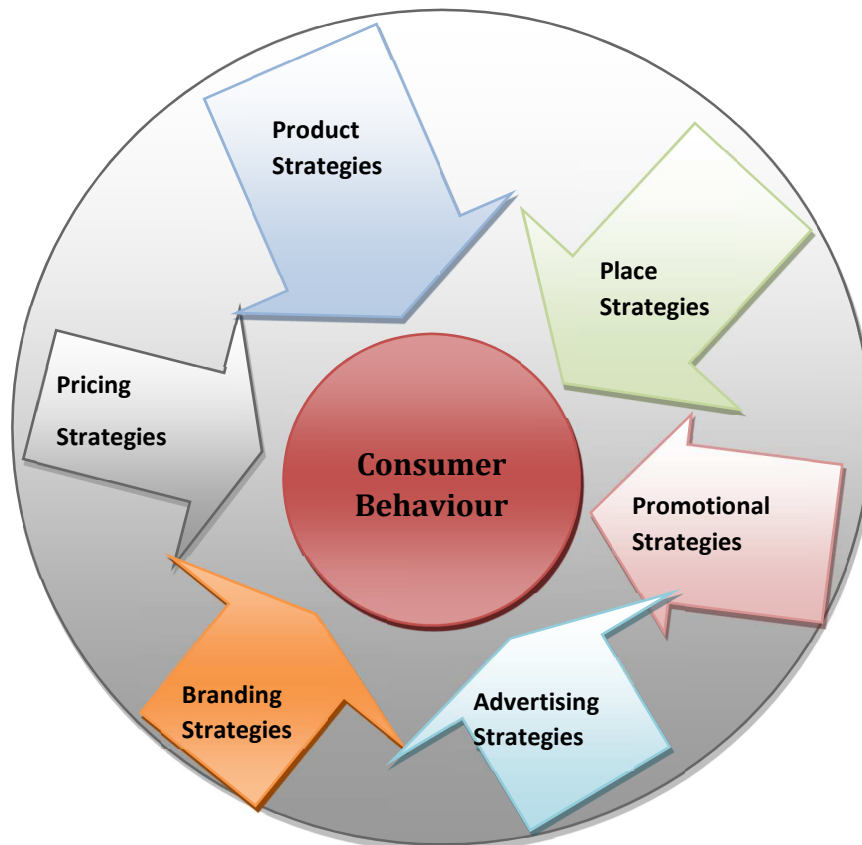 Product
Strategies
Place
Strategies
Pricing
Strategies
Consumer
Behaviour
Promotional
Strategies
Branding
Strategies
Advertising
Strategies